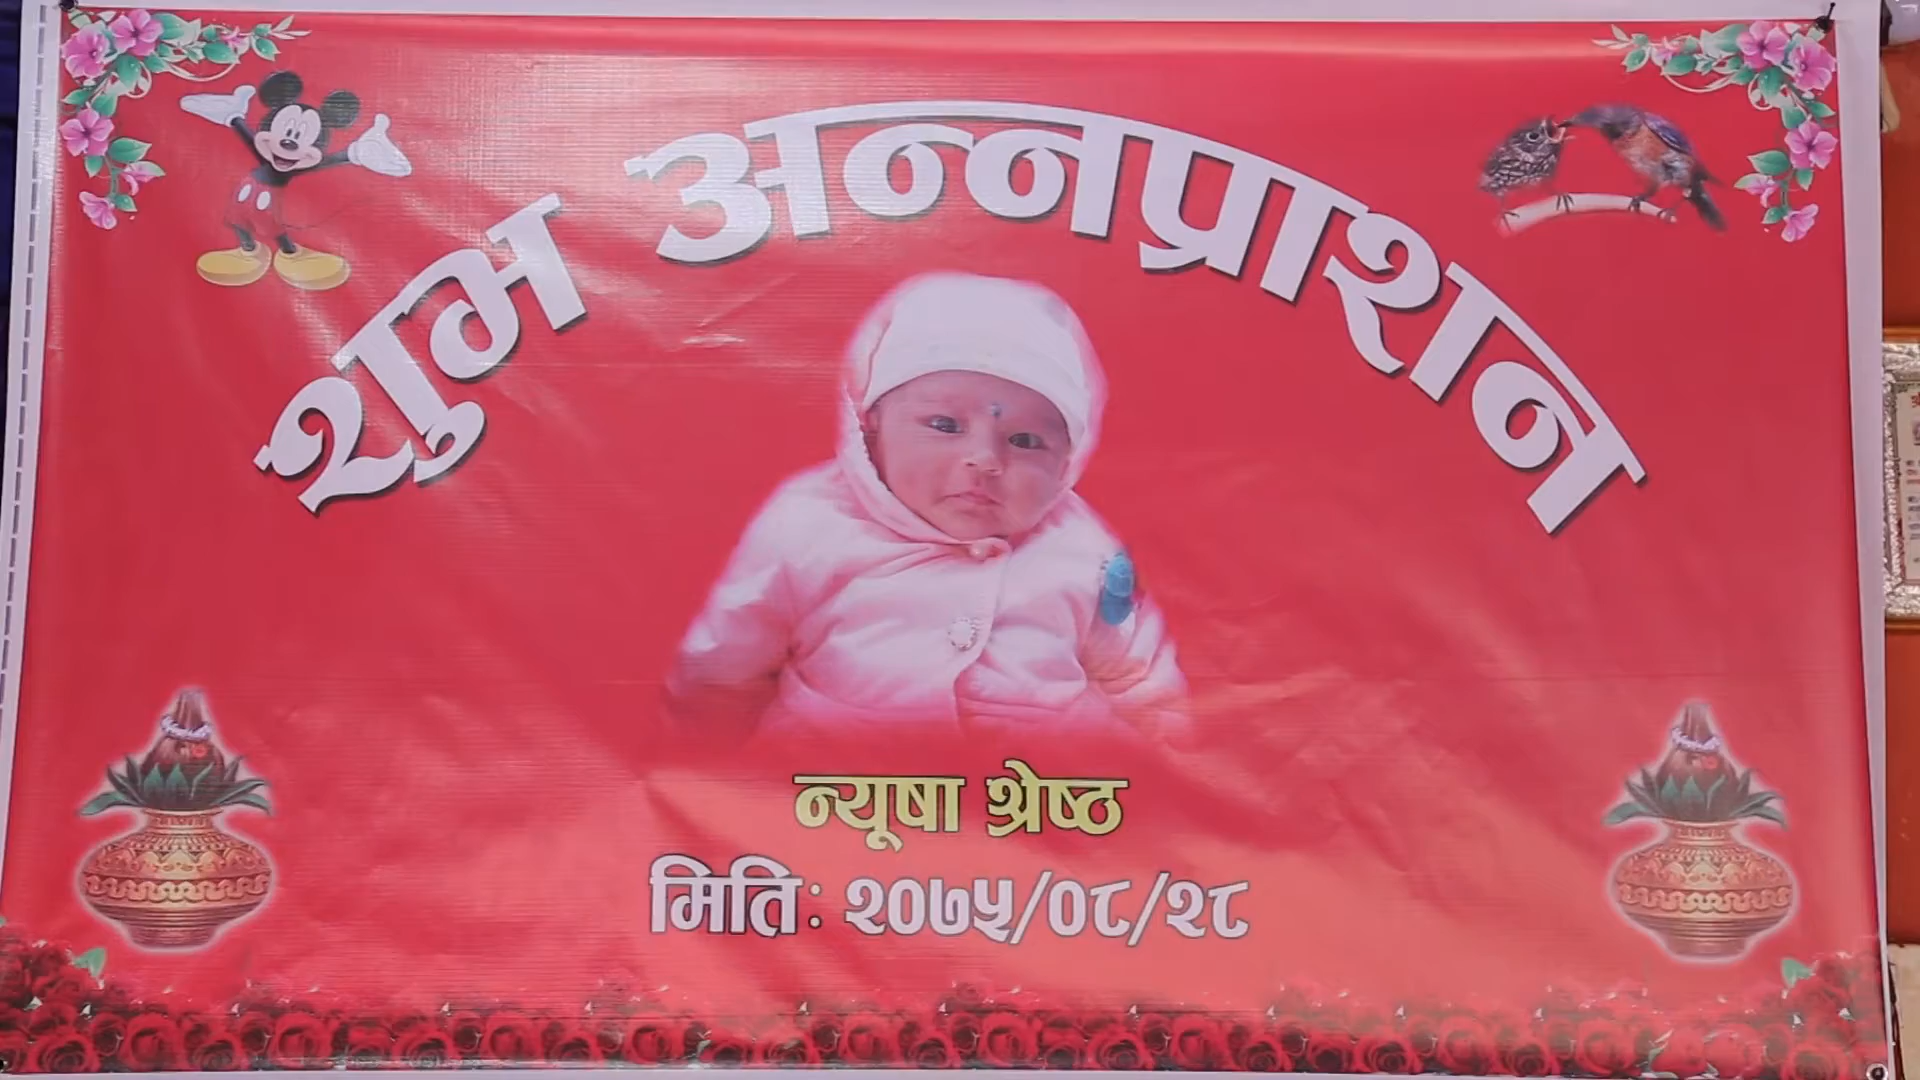 शुभ अन्नप्राशन
न्यूषा श्रेष्ठ
मिति: २०७५/०८/२८